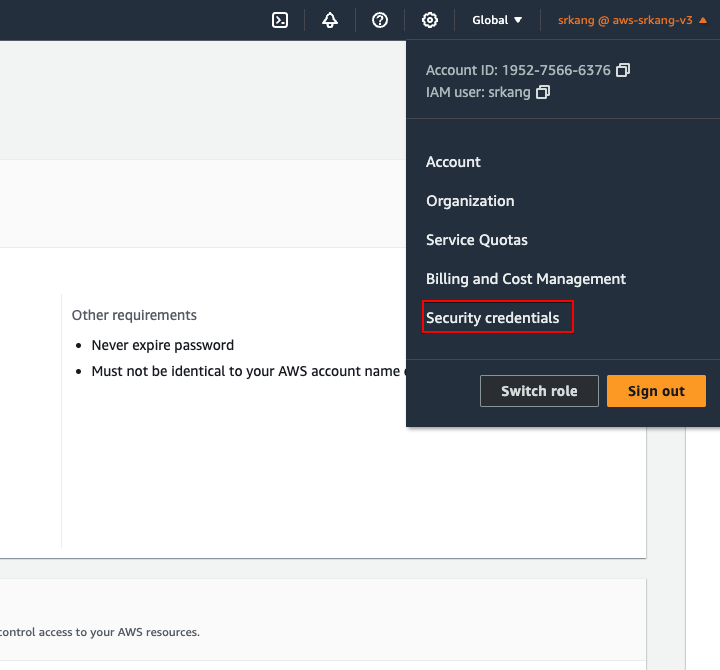 Global
srkang @ aws-srkang-v3
Account ID: 1952-7566-6376
IAM user: srkang
Account
Organization
Service Quotas
Billing and Cost Management
Security credentials
Switch role
Sign out
Other requirements
Never expire password
Must not be identical to your AWS account name
control access to your AWS resources.